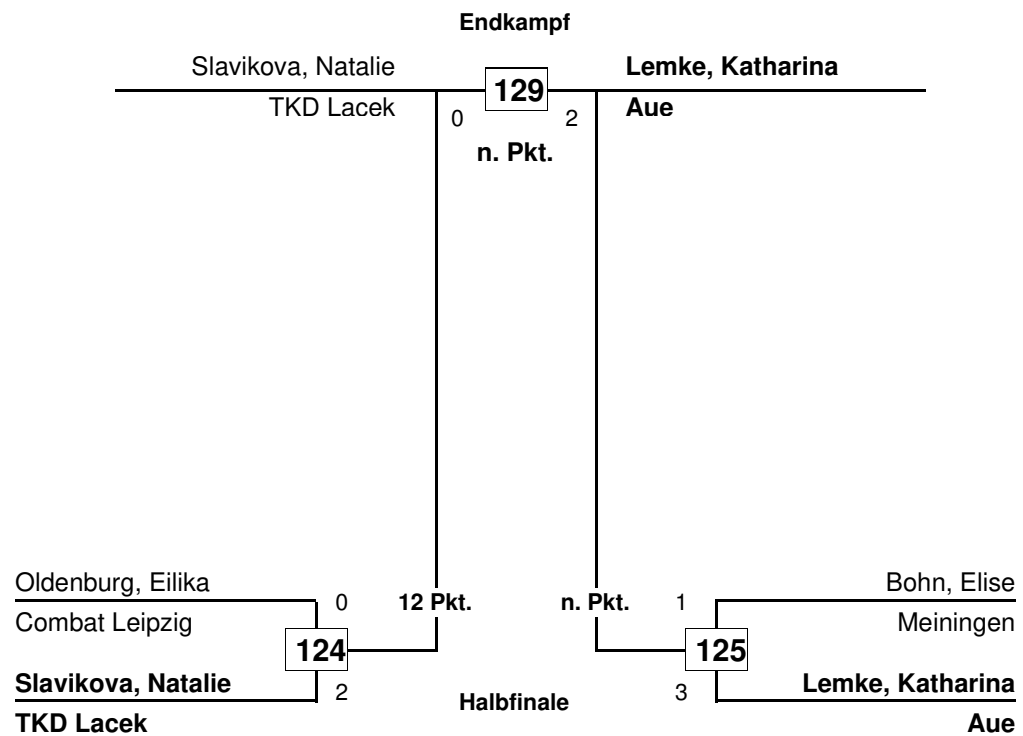 Endkampf
Slavikova, Natalie
129
Lemke, Katharina
TKD Lacek
0
2
Aue
n. Pkt.
Oldenburg, Eilika
0
12 Pkt.
n. Pkt.
1
Bohn, Elise
Combat Leipzig
Meiningen
124
125
Slavikova, Natalie
2
Halbfinale
3
Lemke, Katharina
TKD Lacek
Aue